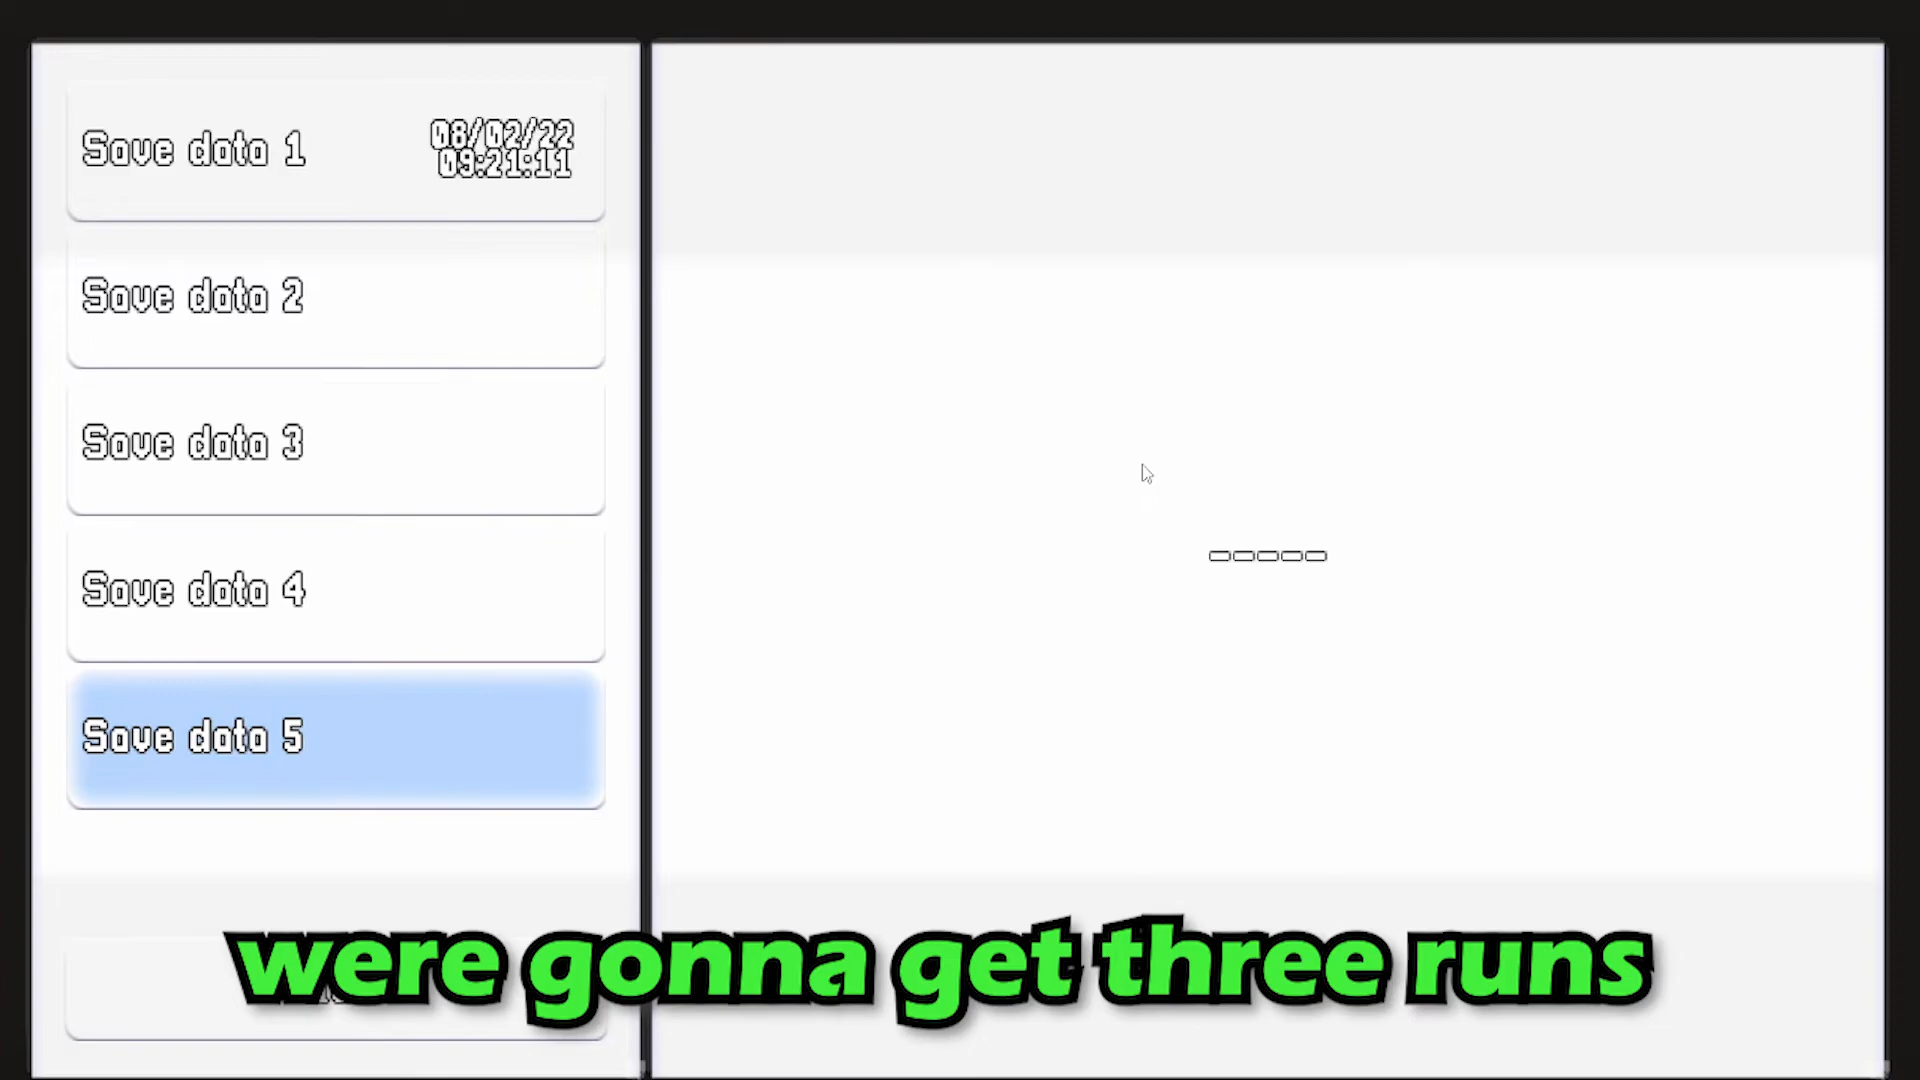 Save data 1
08/02/22
09:21:11
Save data 2
Save data 3
Save data 4
Save data 5
-----
were gonna get three runs